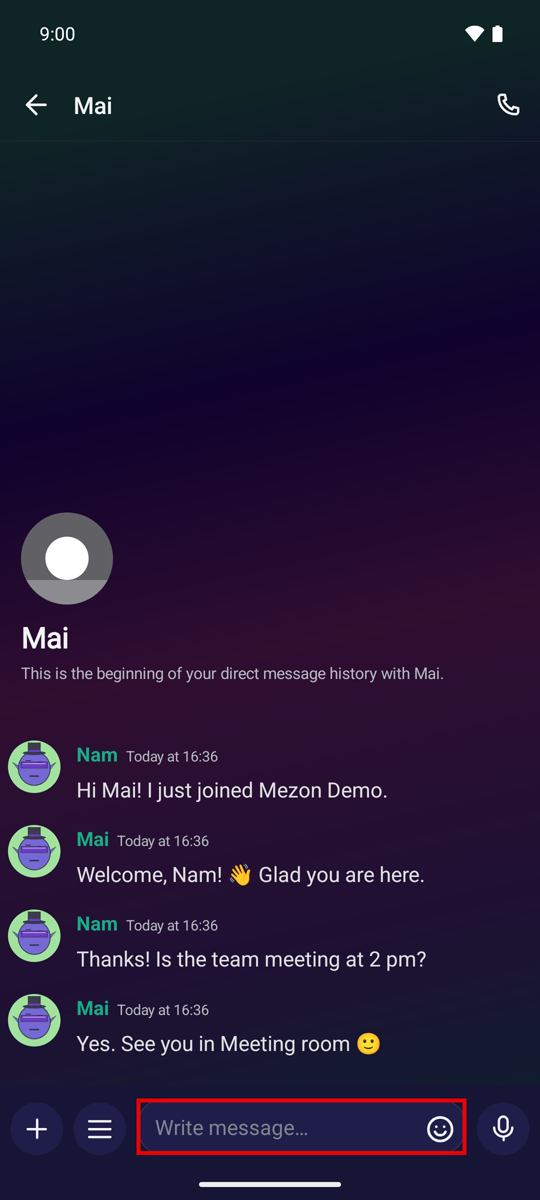 9:00
Mai
Mai
This is the beginning of your direct message history with Mai.
Nam Today at 16:36
Hi Mai! I just joined Mezon Demo.
Mai Today at 16:36
Welcome, Nam! 👋 Glad you are here.
Nam Today at 16:36
Thanks! Is the team meeting at 2 pm?
Mai Today at 16:36
Yes. See you in Meeting room 🙂
Write message...